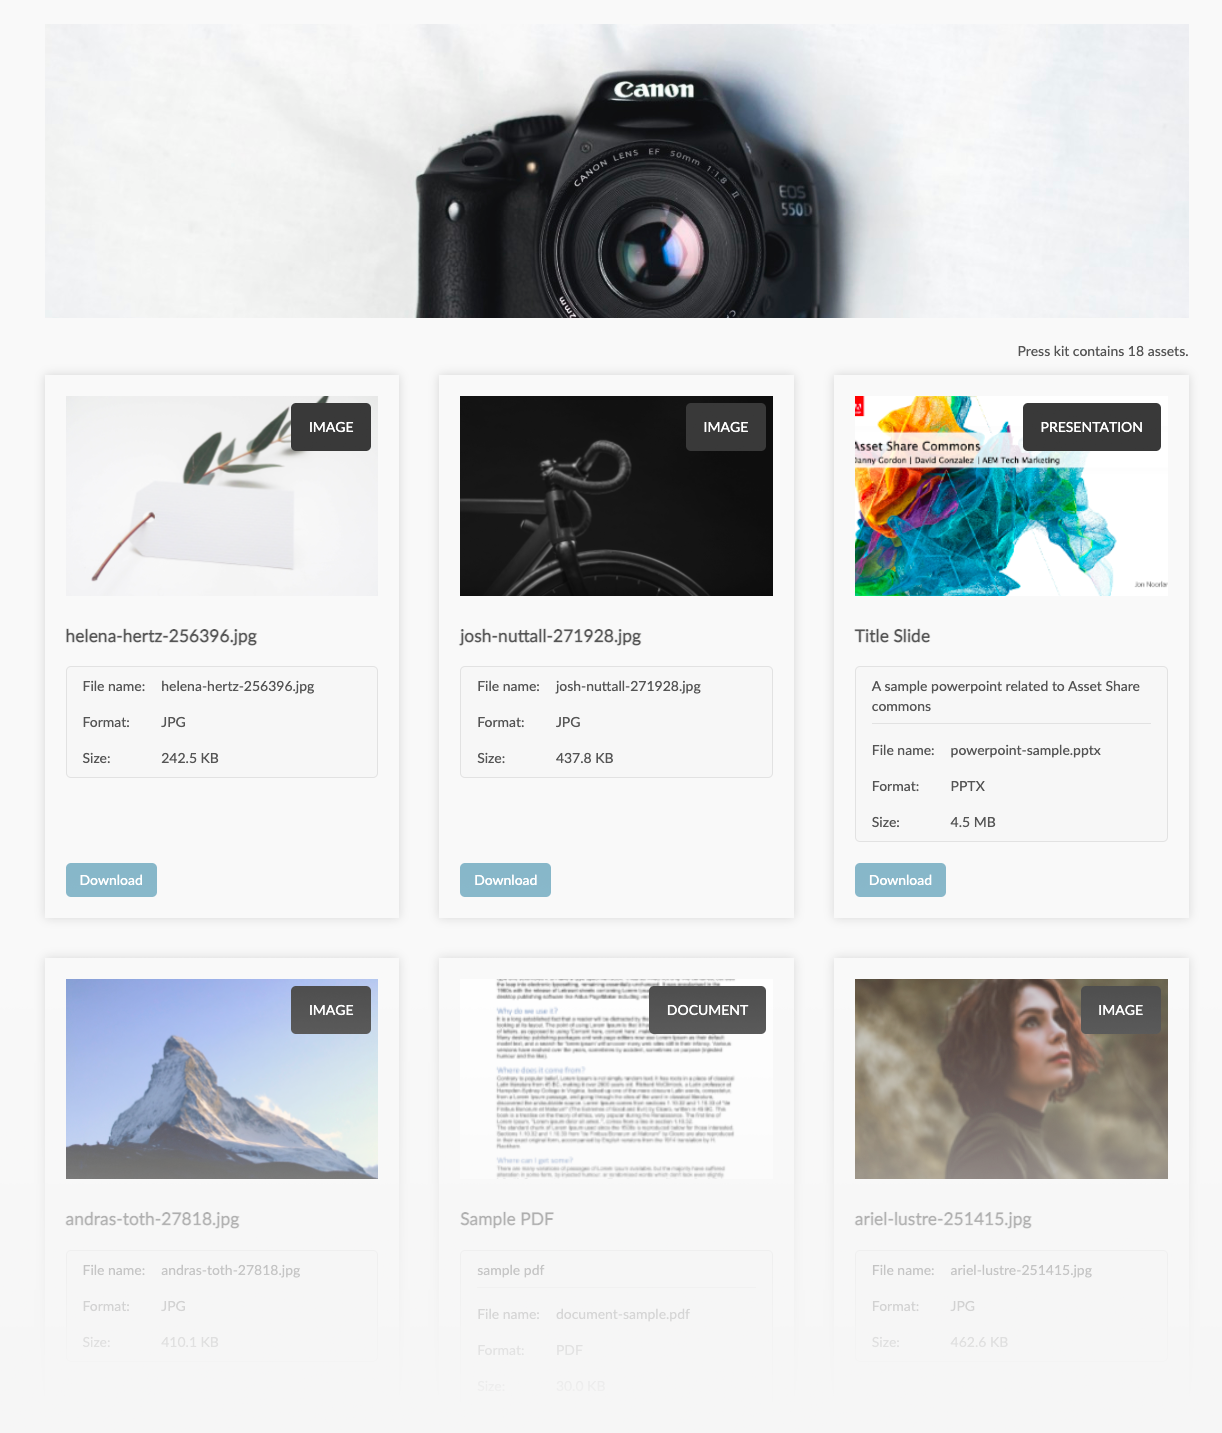 Canon
CANON LENS EF 50mm 1:1.8 II
EOS
550D
Press kit contains 18 assets.
IMAGE
IMAGE
PRESENTATION
Asset Share Commons
Danny Gordon | David Gonzalez | AEM Tech Marketing
helena-hertz-256396.jpg
josh-nuttall-271928.jpg
Title Slide
File name: helena-hertz-256396.jpg
Format: JPG
Size: 242.5 KB
File name: josh-nuttall-271928.jpg
Format: JPG
Size: 437.8 KB
A sample powerpoint related to Asset Share
commons
File name: powerpoint-sample.pptx
Format: PPTX
Size: 4.5 MB
Download
Download
Download
IMAGE
DOCUMENT
IMAGE
Why do we use it?
Where does it come from?
Where can I get some?
andras-toth-27818.jpg
Sample PDF
ariel-lustre-251415.jpg
File name: andras-toth-27818.jpg
Format: JPG
Size: 410.1 KB
sample pdf
File name: document-sample.pdf
Format: PDF
Size: 30.0 KB
File name: ariel-lustre-251415.jpg
Format: JPG
Size: 462.6 KB